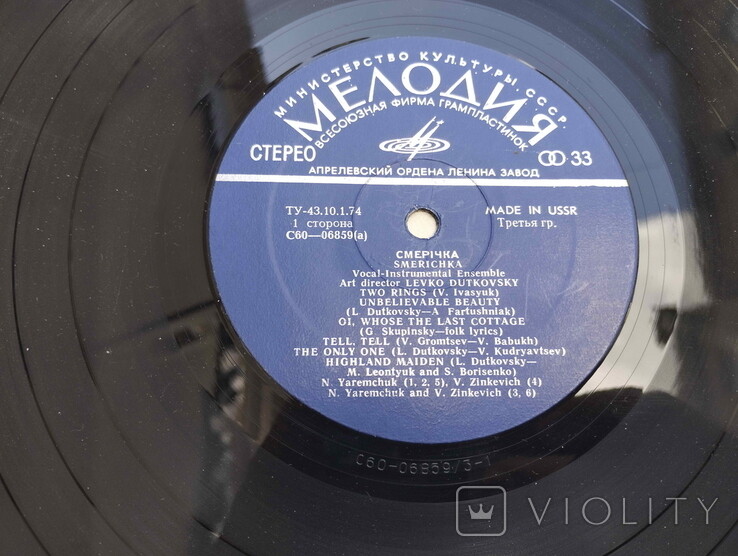 МИНИСТЕРСТВО КУЛЬТУРЫ СССР.
МЕЛОДИЯ
ВСЕСОЮЗНАЯ ФИРМА ГРАМПЛАСТИНОК
СТЕРЕО
33
АПРЕЛЕВСКИЙ ОРДЕНА ЛЕНИНА ЗАВОД
ТУ-43.10.1.74
MADE IN USSR
1 сторона
Третья гр.
С60—06859(а)
СМЕРІЧКА
SMERICHKA
Vocal-Instrumental Ensemble
Art director LEVKO DUTKOVSKY
TWO RINGS (V. Ivasyuk)
UNBELIEVABLE BEAUTY
(L. Dutkovsky—A. Fartushniak)
OI, WHOSE THE LAST COTTAGE
(G. Skupinsky—folk lyrics)
TELL, TELL (V. Gromtsev—V. Babukh)
THE ONLY ONE (L. Dutkovsky—V. Kudryavtsev)
HIGHLAND MAIDEN (L. Dutkovsky—
M. Leontyuk and S. Borisenko)
N. Yaremchuk (1, 2, 5), V. Zinkevich (4)
N. Yaremchuk and V. Zinkevich (3, 6)
С60-06859/3-1
VIOLITY